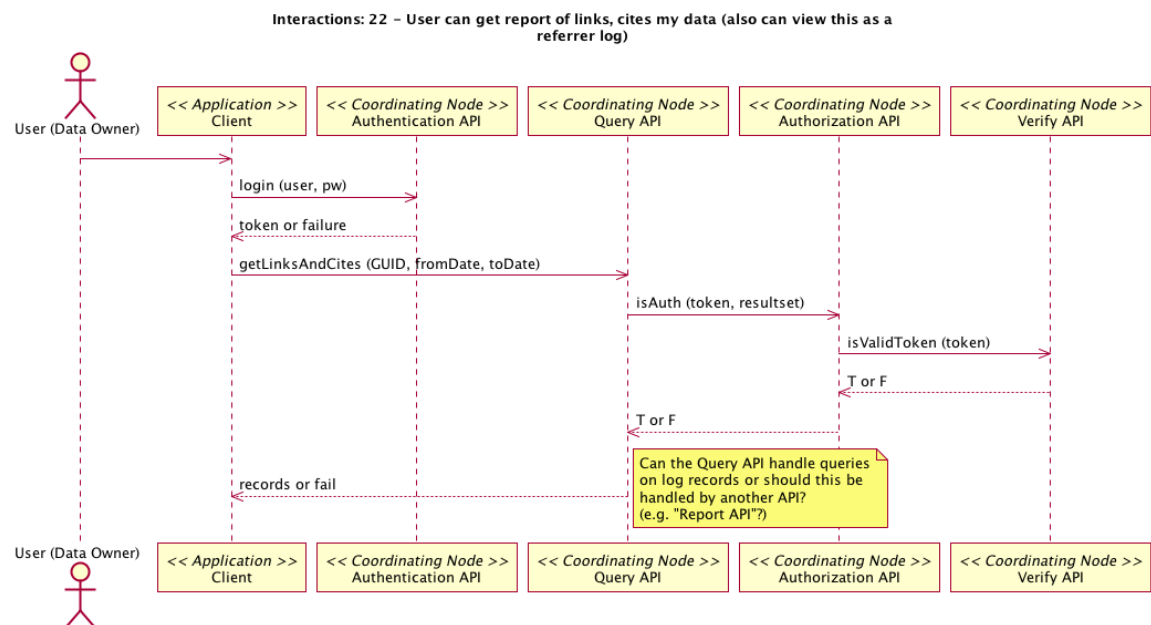 Interactions: 22 – User can get report of links, cites my data (also can view this as a
referrer log)
User (Data Owner)
<< Application >>
Client
<< Coordinating Node >>
Authentication API
<< Coordinating Node >>
Query API
<< Coordinating Node >>
Authorization API
<< Coordinating Node >>
Verify API
login (user, pw)
token or failure
getLinksAndCites (GUID, fromDate, toDate)
isAuth (token, resultset)
isValidToken (token)
T or F
T or F
Can the Query API handle queries
on log records or should this be
handled by another API?
(e.g. "Report API"?)
records or fail
User (Data Owner)
<< Application >>
Client
<< Coordinating Node >>
Authentication API
<< Coordinating Node >>
Query API
<< Coordinating Node >>
Authorization API
<< Coordinating Node >>
Verify API